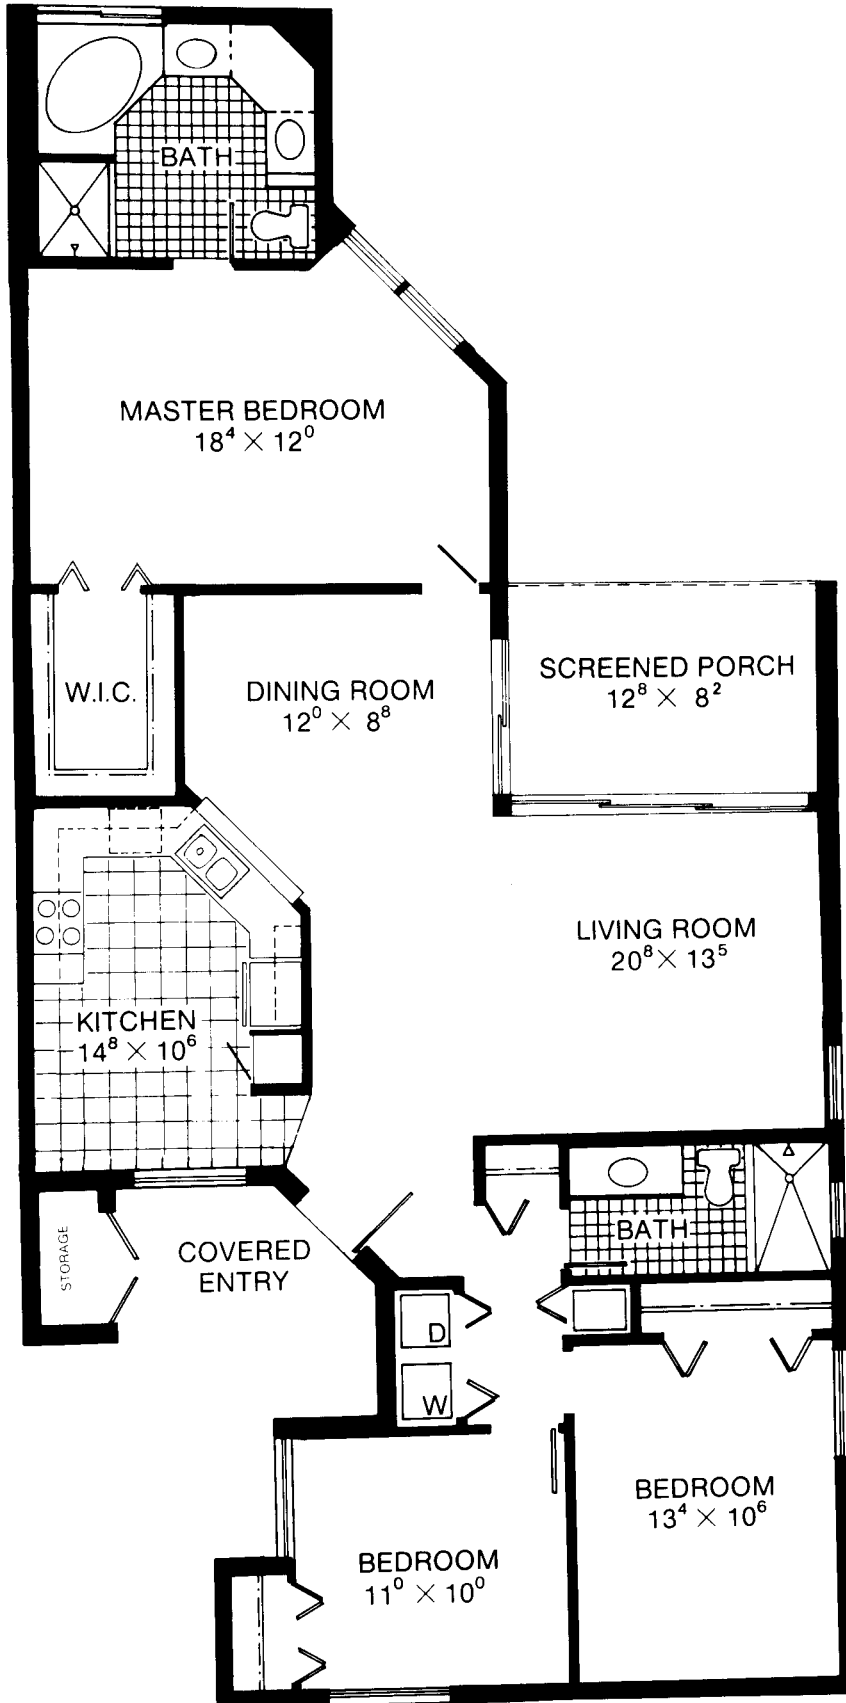 BATH
MASTER BEDROOM
18⁴ × 12⁰
W.I.C.
DINING ROOM
12⁰ × 8⁸
SCREENED PORCH
12⁸ × 8²
LIVING ROOM
20⁸ × 13⁵
KITCHEN
14⁸ × 10⁶
STORAGE
COVERED
ENTRY
BATH
D
W
BEDROOM
13⁴ × 10⁶
BEDROOM
11⁰ × 10⁰